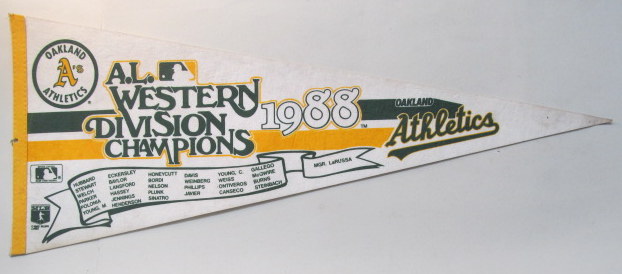 OAKLAND
A's
ATHLETICS
A.L.
WESTERN
DIVISION
CHAMPIONS
1988
OAKLAND
Athletics
HUBBARD
STEWART
WELCH
PARKER
POLONIA
YOUNG, M.
ECKERSLEY
BAYLOR
LANSFORD
HASSEY
JENNINGS
HENDERSON
HONEYCUTT
BORDI
NELSON
PLUNK
SINATRO
DAVIS
WEINBERG
PHILLIPS
JAVIER
YOUNG, C.
WEISS
ONTIVEROS
CANSECO
GALLEGO
McGWIRE
BURNS
STEINBACH
MGR. LaRUSSA